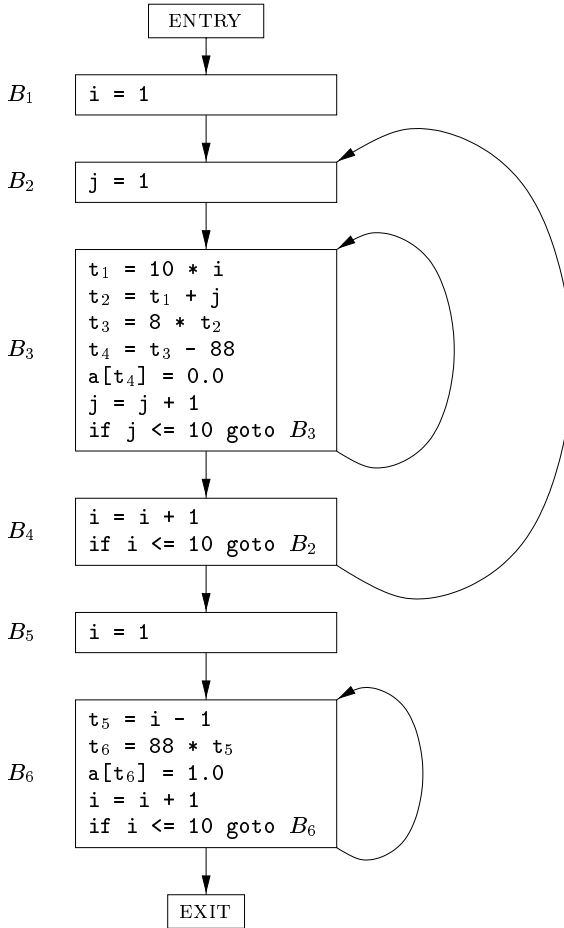 ENTRY
B₁
i = 1
B₂
j = 1
B₃
t₁ = 10 * i
t₂ = t₁ + j
t₃ = 8 * t₂
t₄ = t₃ - 88
a[t₄] = 0.0
j = j + 1
if j <= 10 goto B₃
B₄
i = i + 1
if i <= 10 goto B₂
B₅
i = 1
B₆
t₅ = i - 1
t₆ = 88 * t₅
a[t₆] = 1.0
i = i + 1
if i <= 10 goto B₆
EXIT